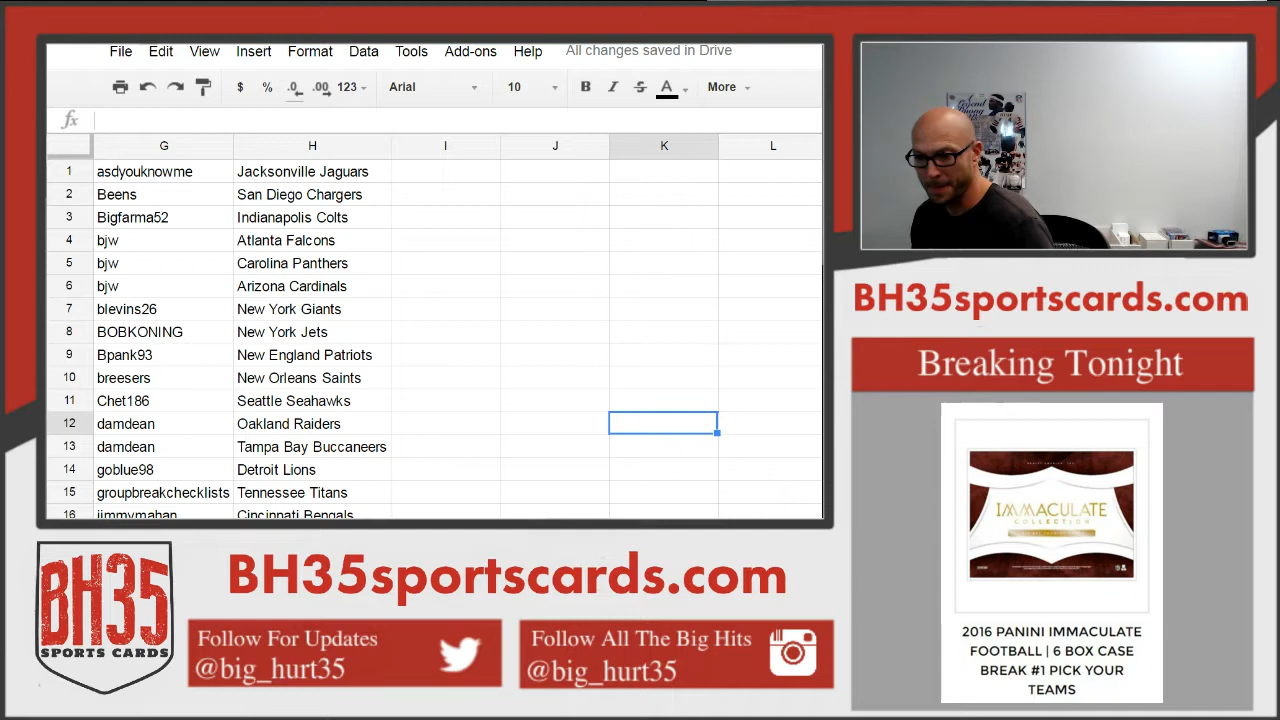 File Edit View Insert Format Data Tools Add-ons Help All changes saved in Drive
$ % .0 .00 123 Arial 10 B I S A More
fx
G H I J K L
1 asdyouknowme Jacksonville Jaguars
2 Beens San Diego Chargers
3 Bigfarma52 Indianapolis Colts
4 bjw Atlanta Falcons
5 bjw Carolina Panthers
6 bjw Arizona Cardinals
7 blevins26 New York Giants
8 BOBKONING New York Jets
9 Bpank93 New England Patriots
10 breesers New Orleans Saints
11 Chet186 Seattle Seahawks
12 damdean Oakland Raiders
13 damdean Tampa Bay Buccaneers
14 goblue98 Detroit Lions
15 groupbreakchecklists Tennessee Titans
16 jimmymahan Cincinnati Bengals
BH35sportscards.com
Breaking Tonight
IMMACULATE
COLLECTION
2016 PANINI IMMACULATE
FOOTBALL | 6 BOX CASE
BREAK #1 PICK YOUR
TEAMS
BH35
SPORTS CARDS
BH35sportscards.com
Follow For Updates
@big_hurt35
Follow All The Big Hits
@big_hurt35